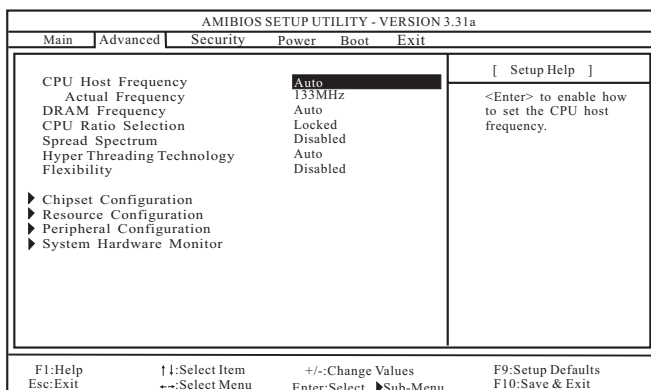 AMIBIOS SETUP UTILITY - VERSION 3.31a
Main Advanced Security Power Boot Exit
[ Setup Help ]
CPU Host Frequency Auto
<Enter> to enable how
Actual Frequency 133MHz
to set the CPU host
DRAM Frequency Auto
frequency.
CPU Ratio Selection Locked
Spread Spectrum Disabled
Hyper Threading Technology Auto
Flexibility Disabled
Chipset Configuration
Resource Configuration
Peripheral Configuration
System Hardware Monitor
F1:Help ↑↓:Select Item +/-:Change Values F9:Setup Defaults
Esc:Exit ←→:Select Menu Enter:Select ▶Sub-Menu F10:Save & Exit